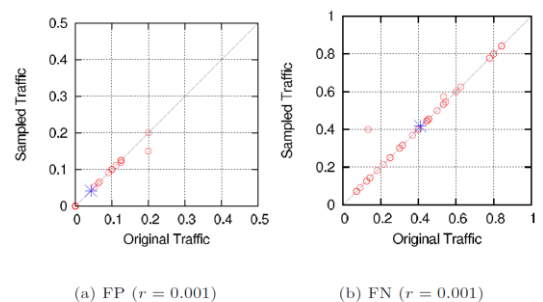 0.5
0.4
0.3
0.2
0.1
0
0 0.1 0.2 0.3 0.4 0.5
Sampled Traffic
Original Traffic
(a) FP (r = 0.001)
1
0.8
0.6
0.4
0.2
0
0 0.2 0.4 0.6 0.8 1
Sampled Traffic
Original Traffic
(b) FN (r = 0.001)